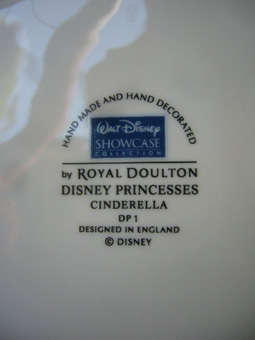 HAND MADE AND HAND DECORATED
WALT DISNEY
SHOWCASE
COLLECTION
by ROYAL DOULTON
DISNEY PRINCESSES
CINDERELLA
DP 1
DESIGNED IN ENGLAND
© DISNEY